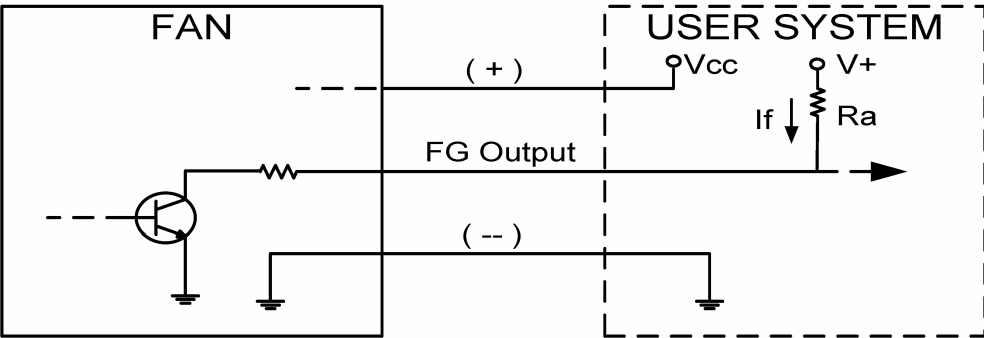 FAN
USER SYSTEM
( + )
Vcc
V+
If
Ra
FG Output
( -- )